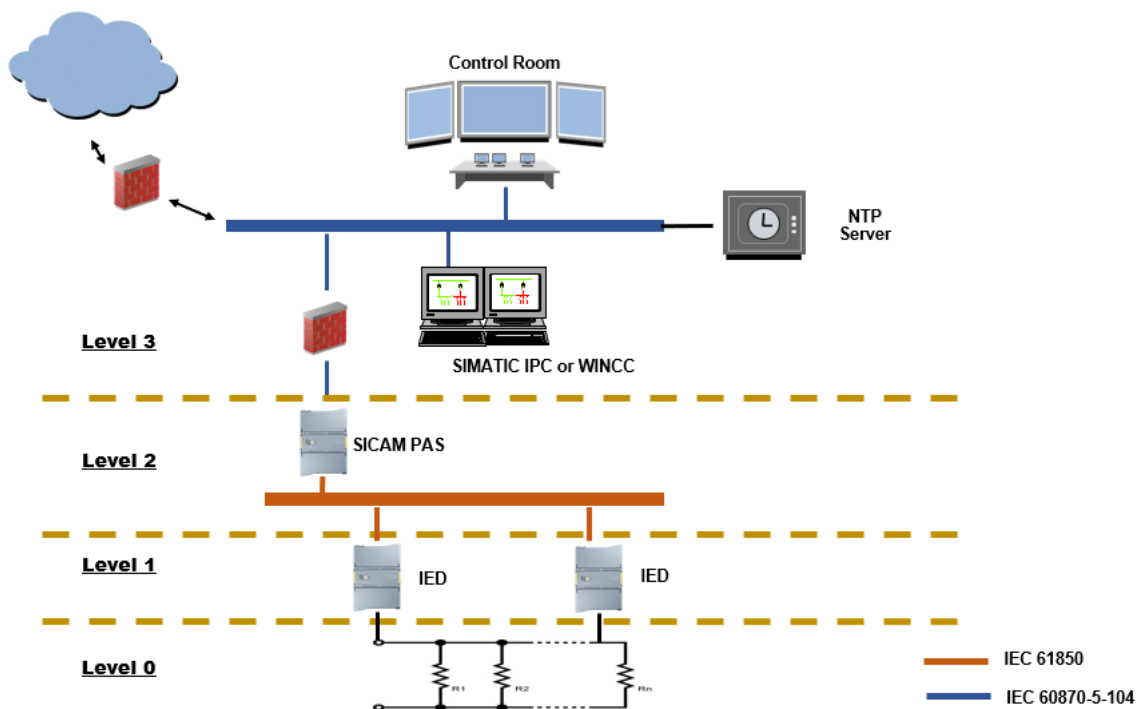 Control Room
NTP
Server
Level 3
SIMATIC IPC or WINCC
SICAM PAS
Level 2
Level 1
IED
IED
Level 0
R1
R2
Rn
IEC 61850
IEC 60870-5-104